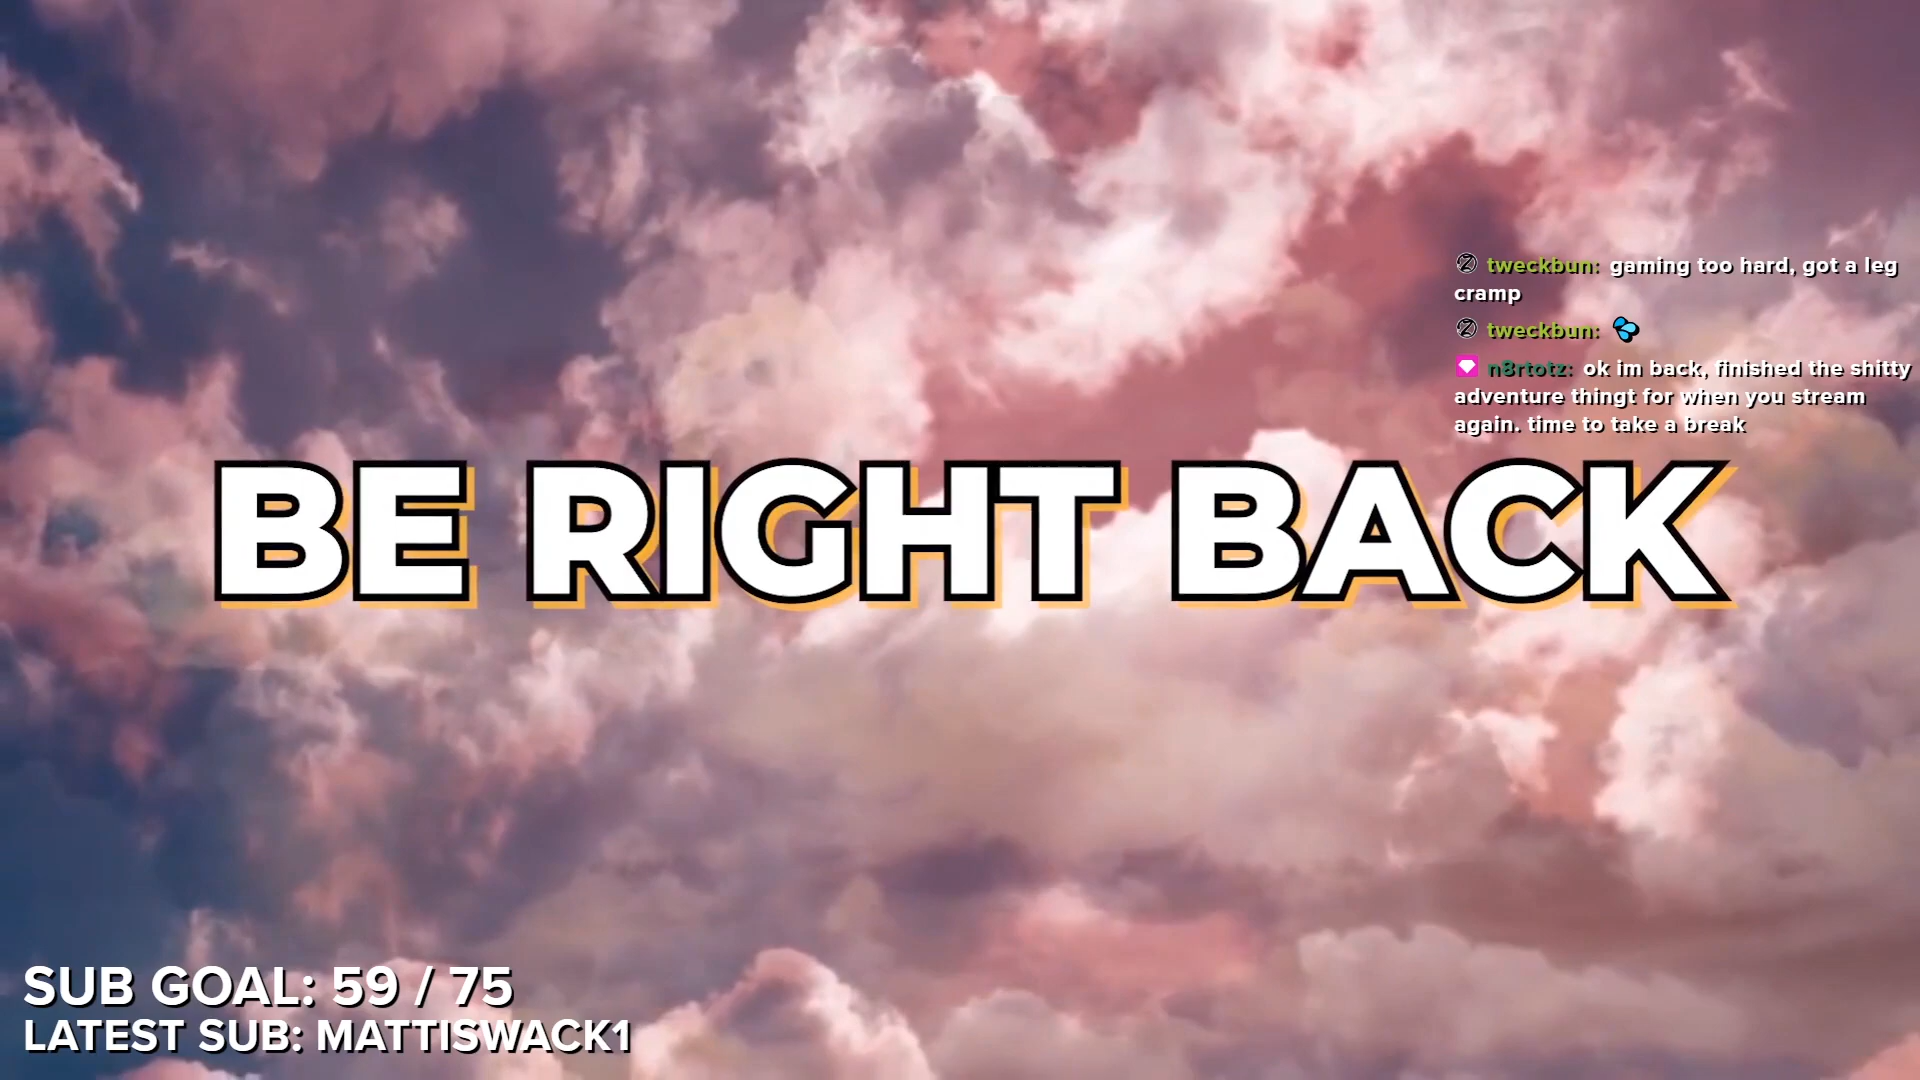 tweckbun: gaming too hard, got a leg
cramp
tweckbun: 💦
n8rtotz: ok im back, finished the shitty
adventure thingt for when you stream
again. time to take a break
BE RIGHT BACK
SUB GOAL: 59 / 75
LATEST SUB: MATTISWACK1